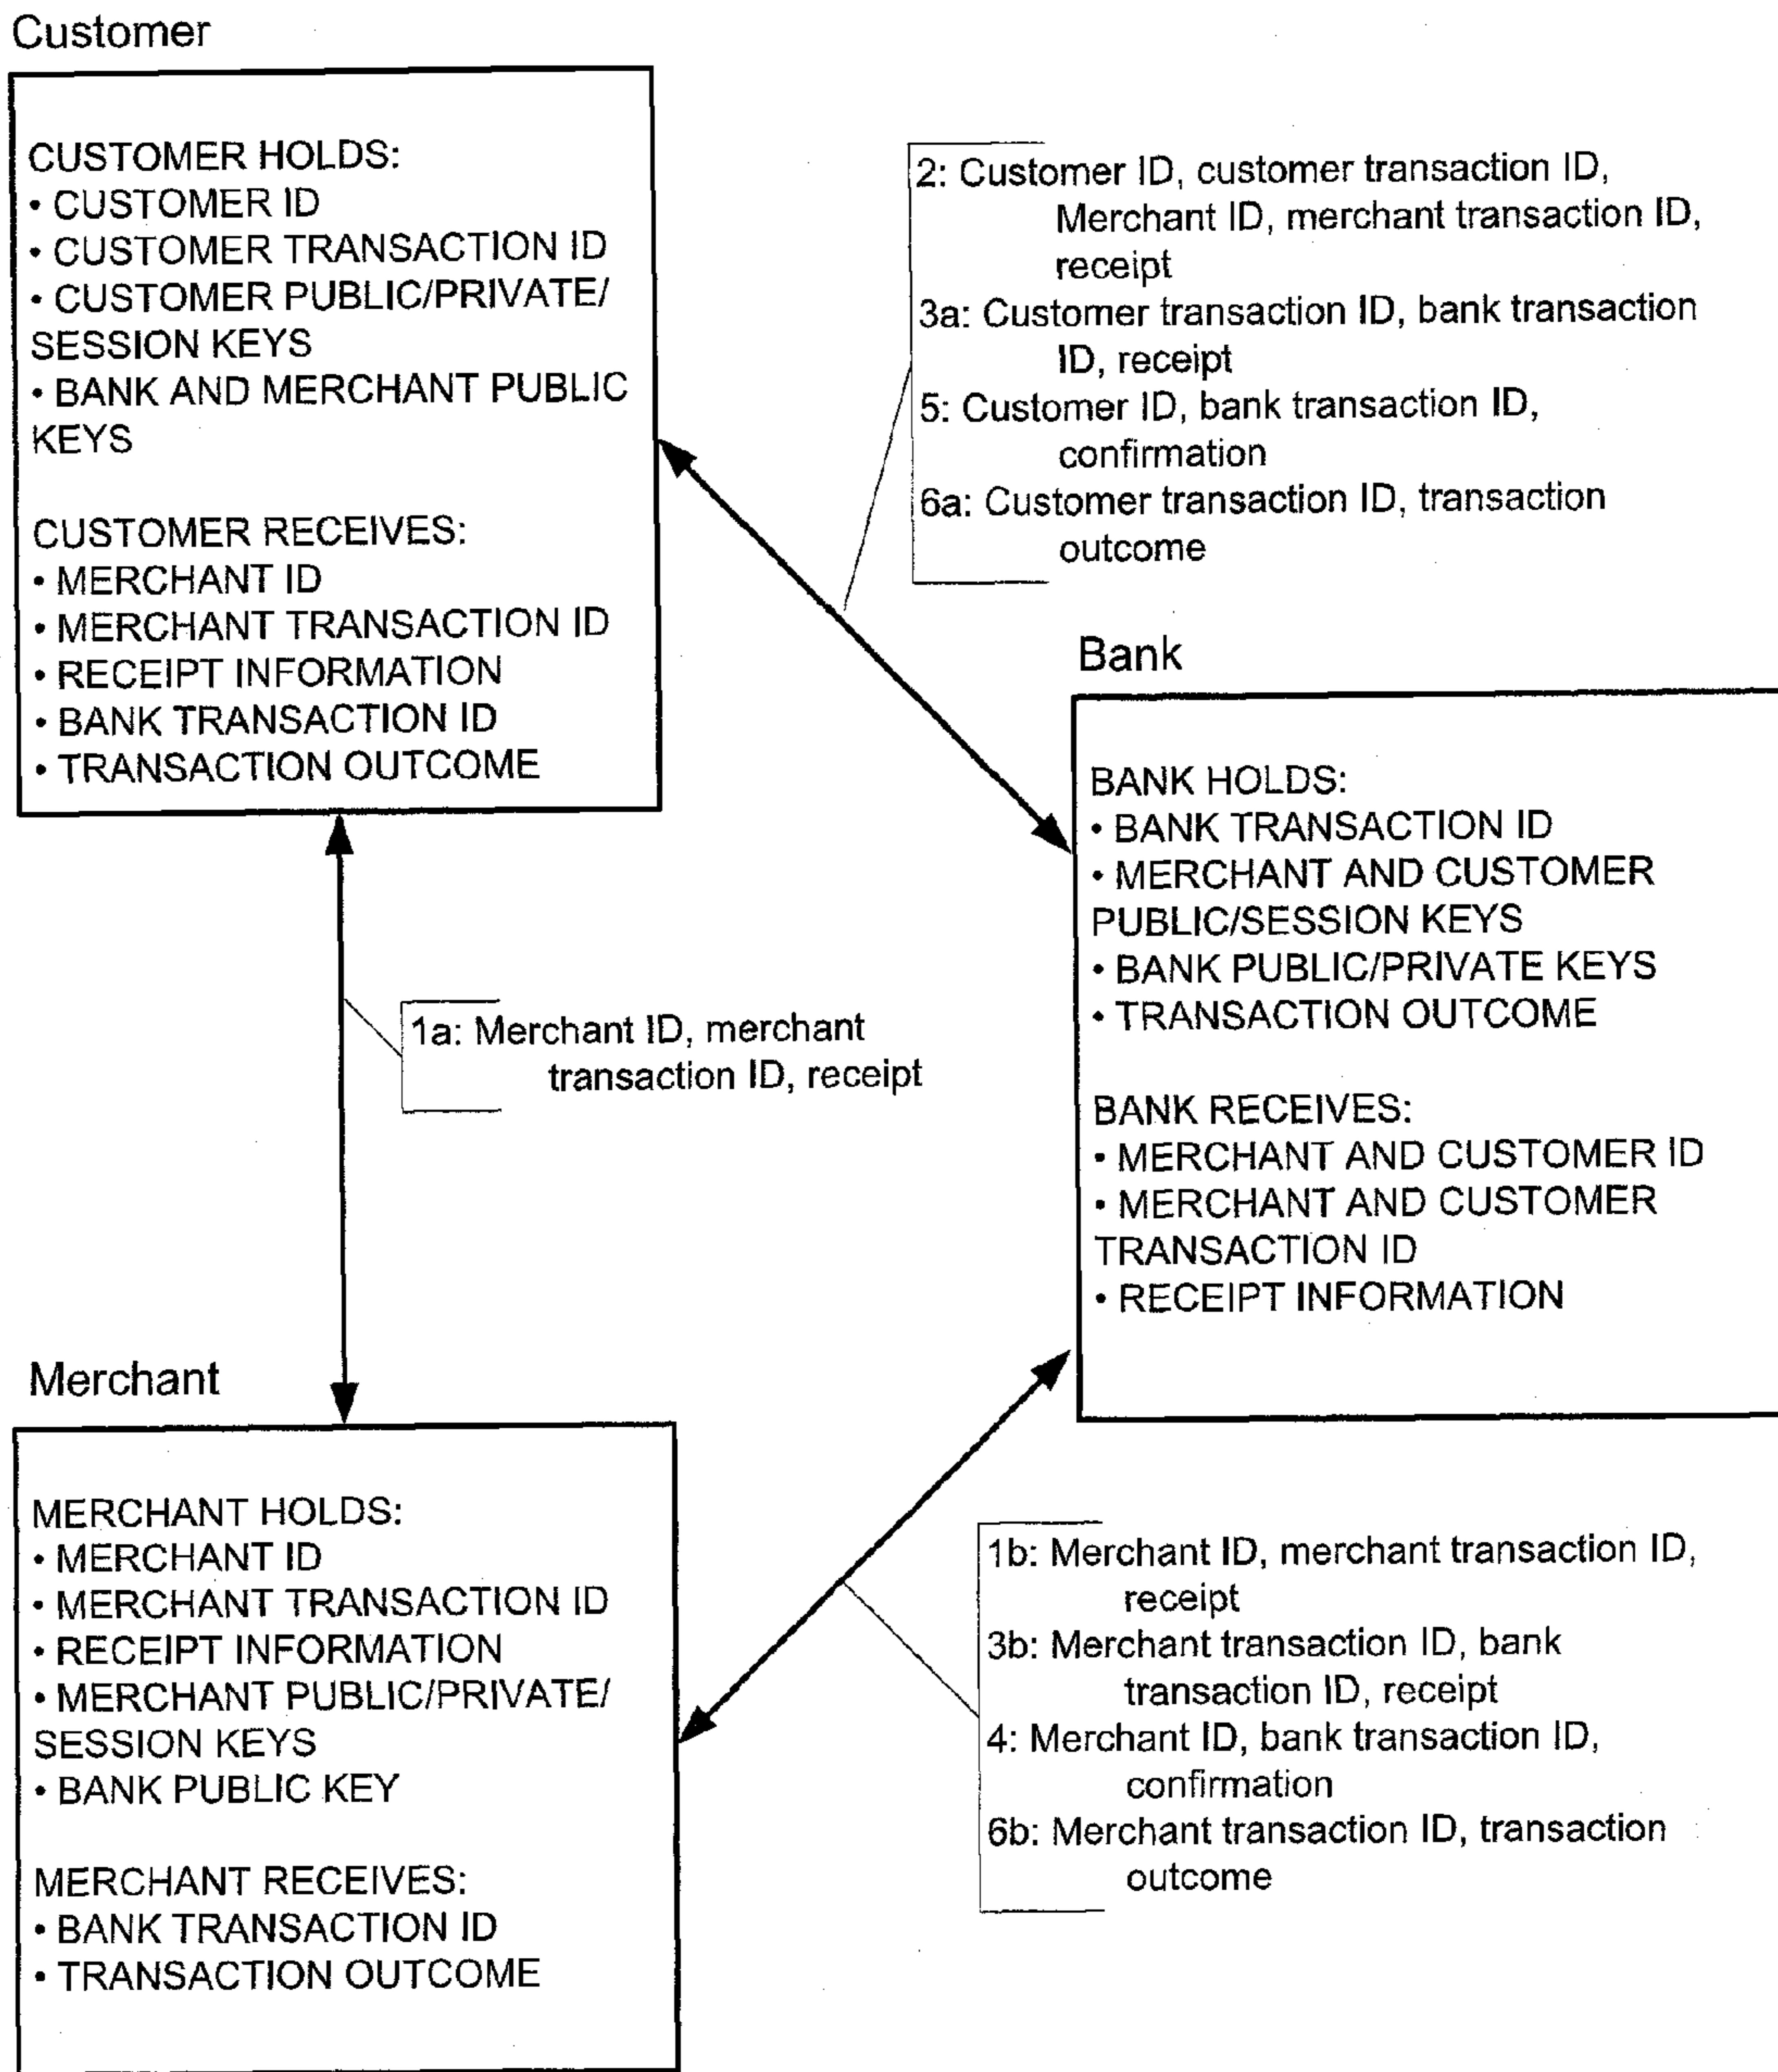 Customer
CUSTOMER HOLDS:
• CUSTOMER ID
• CUSTOMER TRANSACTION ID
• CUSTOMER PUBLIC/PRIVATE/
SESSION KEYS
• BANK AND MERCHANT PUBLIC
KEYS
CUSTOMER RECEIVES:
• MERCHANT ID
• MERCHANT TRANSACTION ID
• RECEIPT INFORMATION
• BANK TRANSACTION ID
• TRANSACTION OUTCOME
2: Customer ID, customer transaction ID,
Merchant ID, merchant transaction ID,
receipt
3a: Customer transaction ID, bank transaction
ID, receipt
5: Customer ID, bank transaction ID,
confirmation
6a: Customer transaction ID, transaction
outcome
Bank
BANK HOLDS:
• BANK TRANSACTION ID
• MERCHANT AND CUSTOMER
PUBLIC/SESSION KEYS
• BANK PUBLIC/PRIVATE KEYS
• TRANSACTION OUTCOME
BANK RECEIVES:
• MERCHANT AND CUSTOMER ID
• MERCHANT AND CUSTOMER
TRANSACTION ID
• RECEIPT INFORMATION
1a: Merchant ID, merchant
transaction ID, receipt
Merchant
MERCHANT HOLDS:
• MERCHANT ID
• MERCHANT TRANSACTION ID
• RECEIPT INFORMATION
• MERCHANT PUBLIC/PRIVATE/
SESSION KEYS
• BANK PUBLIC KEY
MERCHANT RECEIVES:
• BANK TRANSACTION ID
• TRANSACTION OUTCOME
1b: Merchant ID, merchant transaction ID,
receipt
3b: Merchant transaction ID, bank
transaction ID, receipt
4: Merchant ID, bank transaction ID,
confirmation
6b: Merchant transaction ID, transaction
outcome